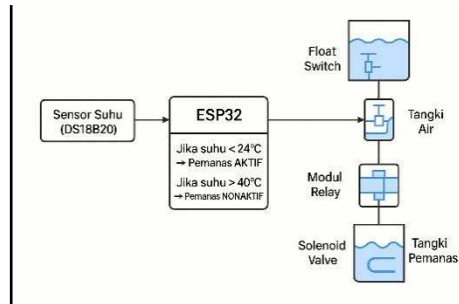 Float
Switch
Sensor Suhu
(DS18B20)
ESP32
Jika suhu < 24°C
→ Pemanas AKTIF
Jika suhu > 40°C
→ Pemanas NONAKTIF
Tangki
Air
Modul
Relay
Solenoid
Valve
Tangki
Pemanas